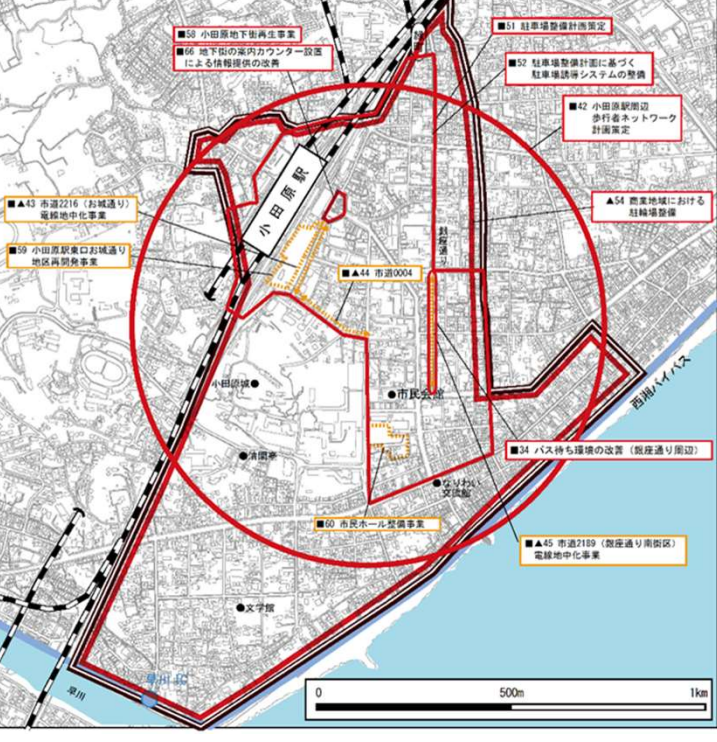 ■58 小田原地下街再生事業
■66 地下街の案内カウンター設置
による情報提供の改善
■51 駐車場整備計画策定
■52 駐車場整備計画に基づく
駐車場誘導システムの整備
■42 小田原駅周辺
歩行者ネットワーク
計画策定
小田原駅
■▲43 市道2216（お城通り）
電線地中化事業
▲54 商業地域における
駐輪場整備
銀座通
■59 小田原駅東口お城通り
地区再開発事業
■▲44 市道0004
小田原城●
●市民会館
西湘バイパス
●清閑亭
■34 バス待ち環境の改善（銀座通り周辺）
●なりわい
交流館
■60 市民ホール整備事業
■▲45 市道2189（銀座通り南街区）
電線地中化事業
●文学館
早川IC
早川
0 500m 1km